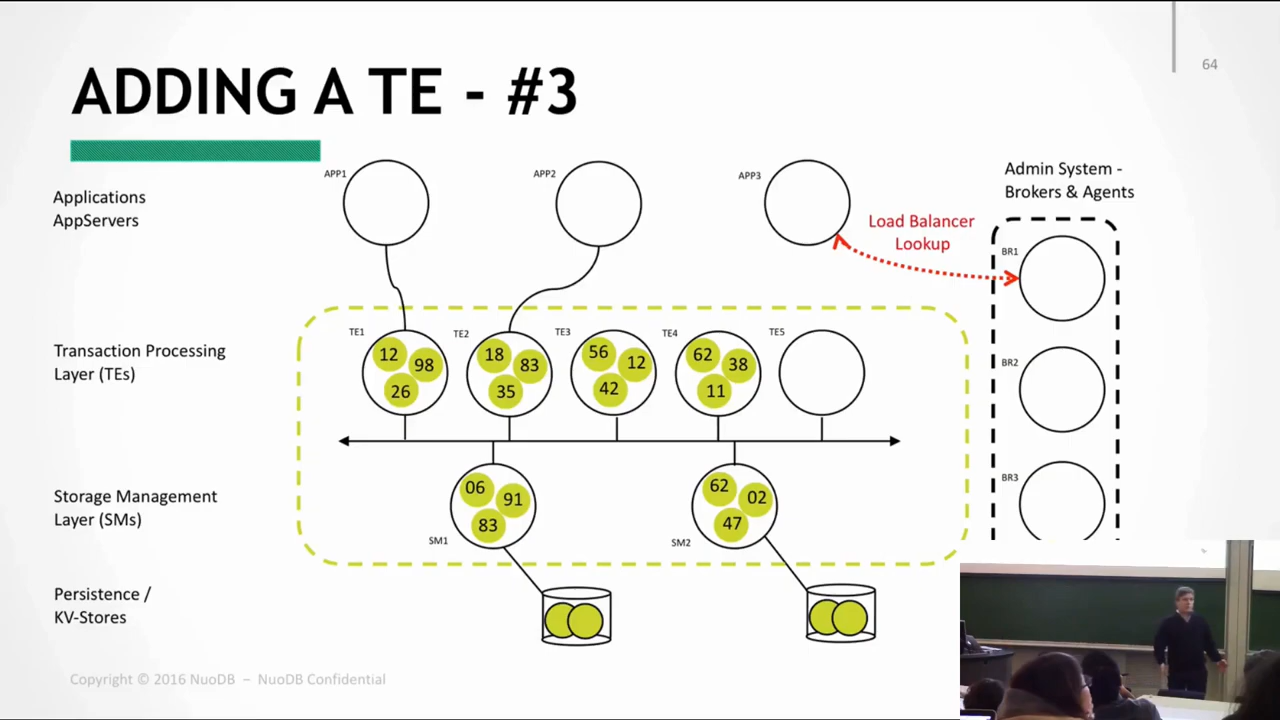 64
ADDING A TE - #3
Applications
AppServers
APP1
APP2
APP3
Load Balancer
Lookup
Admin System -
Brokers & Agents
BR1
BR2
BR3
Transaction Processing
Layer (TEs)
TE1
12
98
26
TE2
18
83
35
TE3
56
12
42
TE4
62
38
11
TE5
Storage Management
Layer (SMs)
SM1
06
91
83
SM2
62
02
47
Persistence /
KV-Stores
Copyright © 2016 NuoDB – NuoDB Confidential